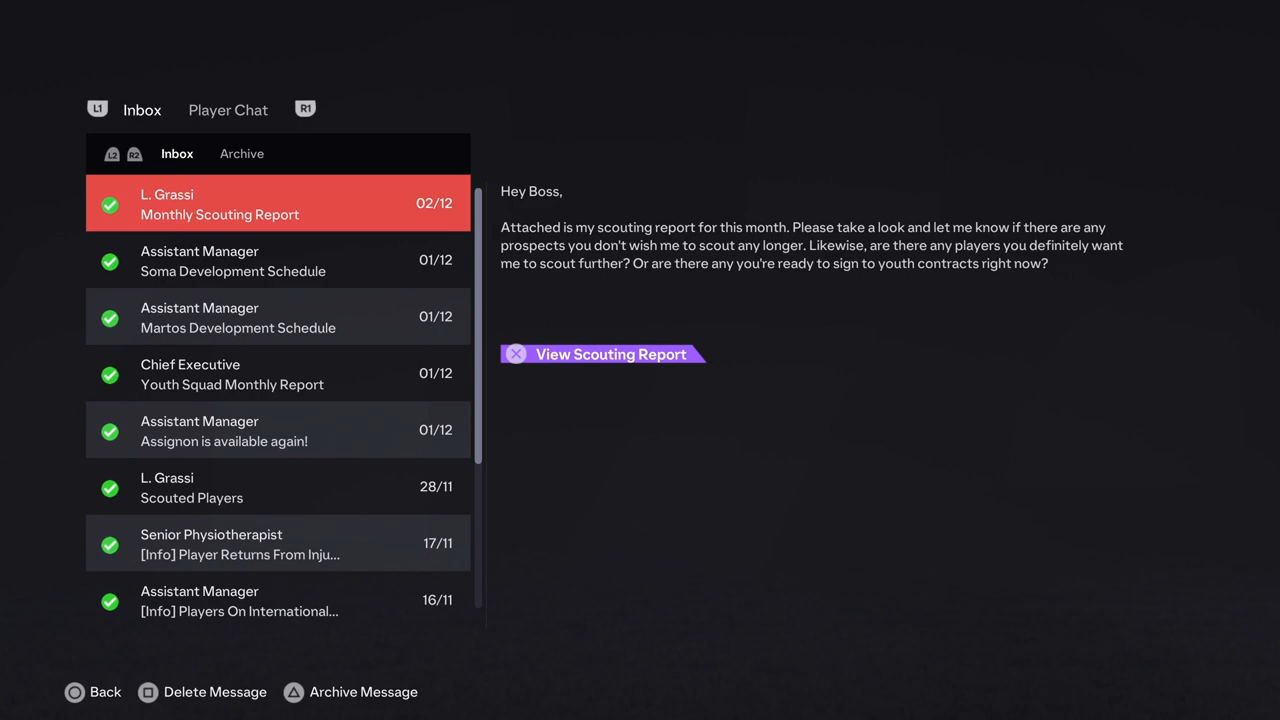 L1 Inbox Player Chat R1
L2 R2 Inbox Archive
L. Grassi
Monthly Scouting Report
02/12
Assistant Manager
Soma Development Schedule
01/12
Assistant Manager
Martos Development Schedule
01/12
Chief Executive
Youth Squad Monthly Report
01/12
Assistant Manager
Assignon is available again!
01/12
L. Grassi
Scouted Players
28/11
Senior Physiotherapist
[Info] Player Returns From Inju...
17/11
Assistant Manager
[Info] Players On International...
16/11
Hey Boss,
Attached is my scouting report for this month. Please take a look and let me know if there are any
prospects you don't wish me to scout any longer. Likewise, are there any players you definitely want
me to scout further? Or are there any you're ready to sign to youth contracts right now?
View Scouting Report
Back Delete Message Archive Message